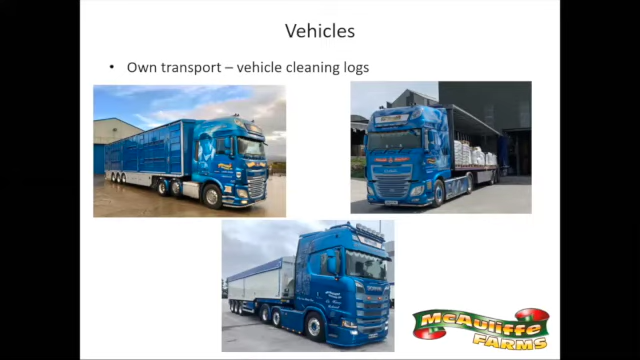 Vehicles
• Own transport – vehicle cleaning logs
McAuliffe
FARMS